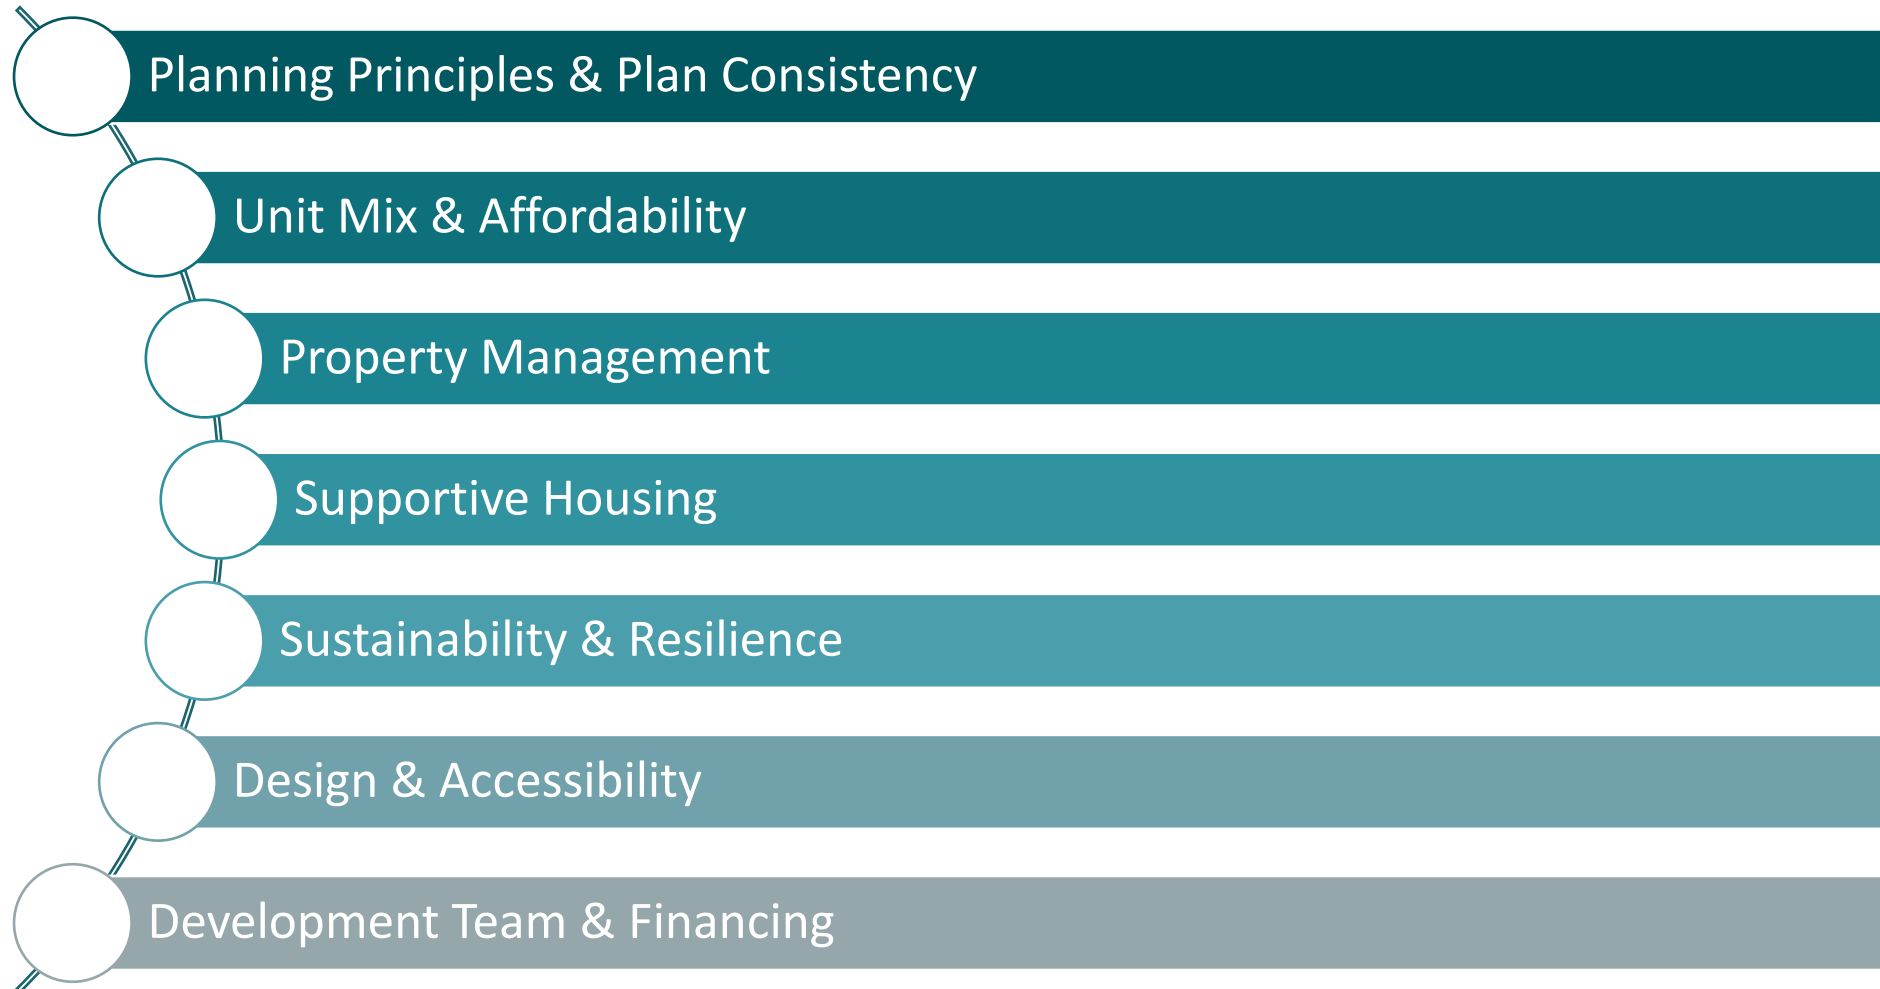 Planning Principles & Plan Consistency
Unit Mix & Affordability
Property Management
Supportive Housing
Sustainability & Resilience
Design & Accessibility
Development Team & Financing